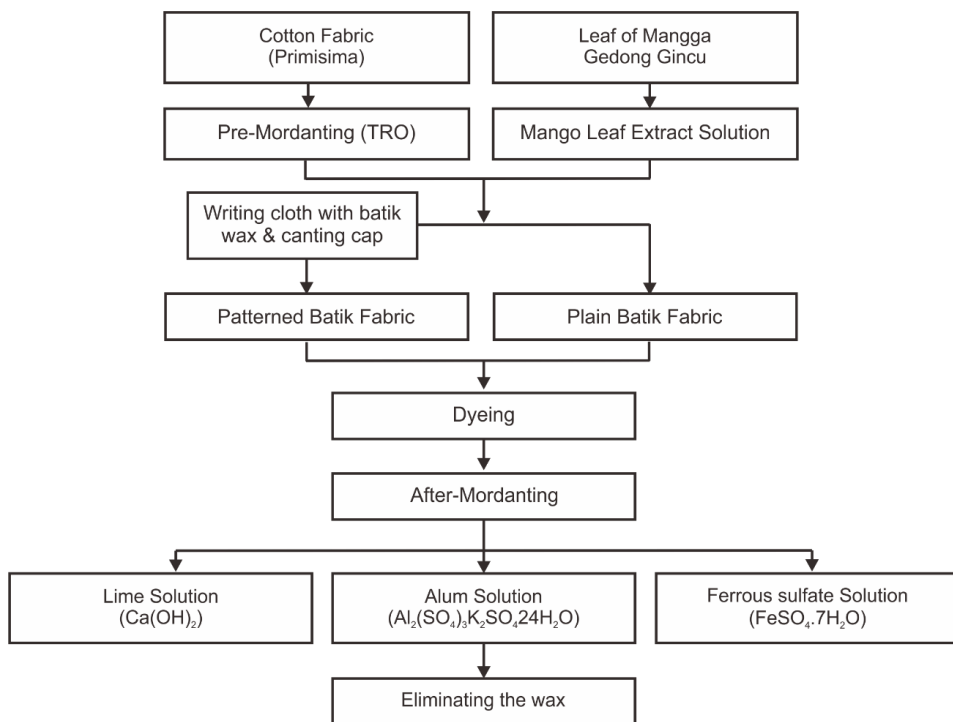 Cotton Fabric
(Primisima)
Leaf of Mangga
Gedong Gincu
Pre-Mordanting (TRO)
Mango Leaf Extract Solution
Writing cloth with batik
wax & canting cap
Patterned Batik Fabric
Plain Batik Fabric
Dyeing
After-Mordanting
Lime Solution
(Ca(OH)₂)
Alum Solution
(Al₂(SO₄)₃K₂SO₄24H₂O)
Ferrous sulfate Solution
(FeSO₄.7H₂O)
Eliminating the wax